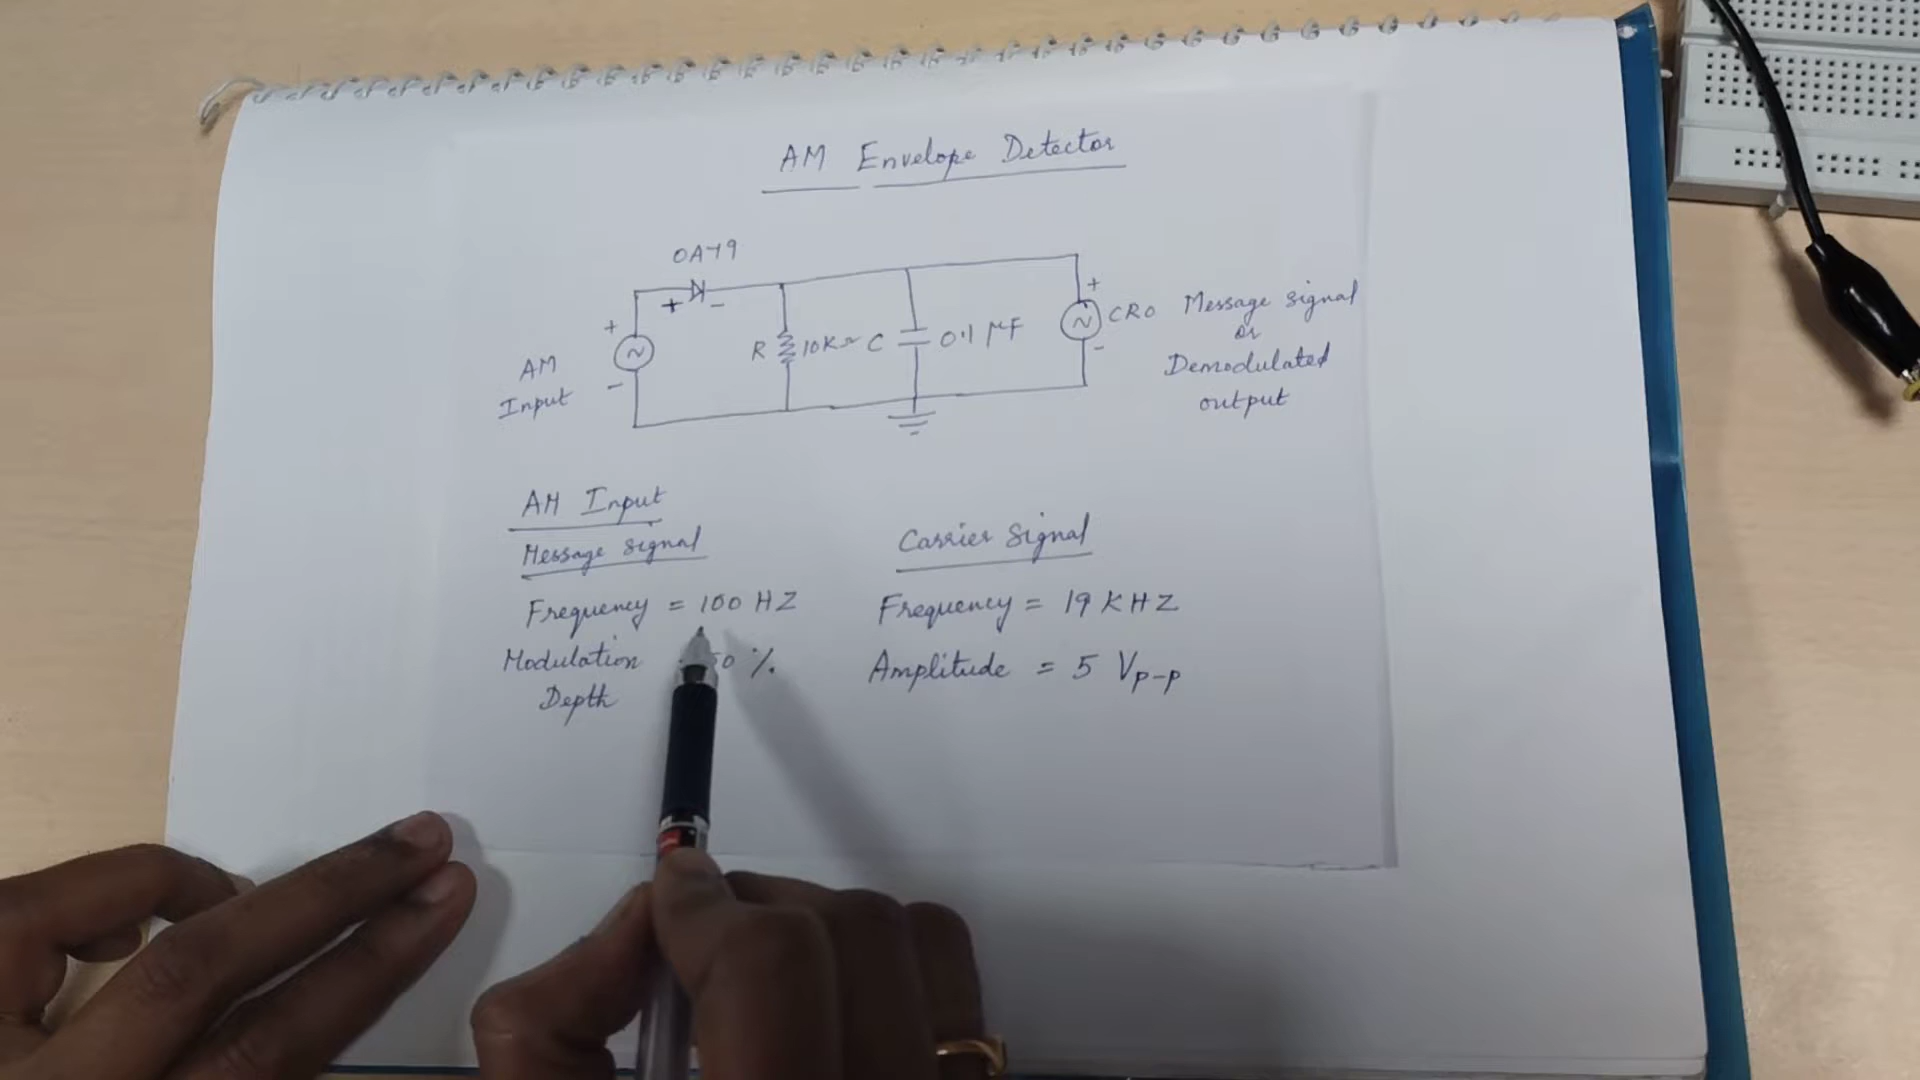 AM Envelope Detector
OA79
+ -
+
AM
Input
-
R 10KΩ C 0.1 µF
+
CRO
-
Message signal
or
Demodulated
output
AM Input
Message signal
Frequency = 100 HZ
Modulation 50 %
Depth
Carrier Signal
Frequency = 19 KHZ
Amplitude = 5 Vp-p